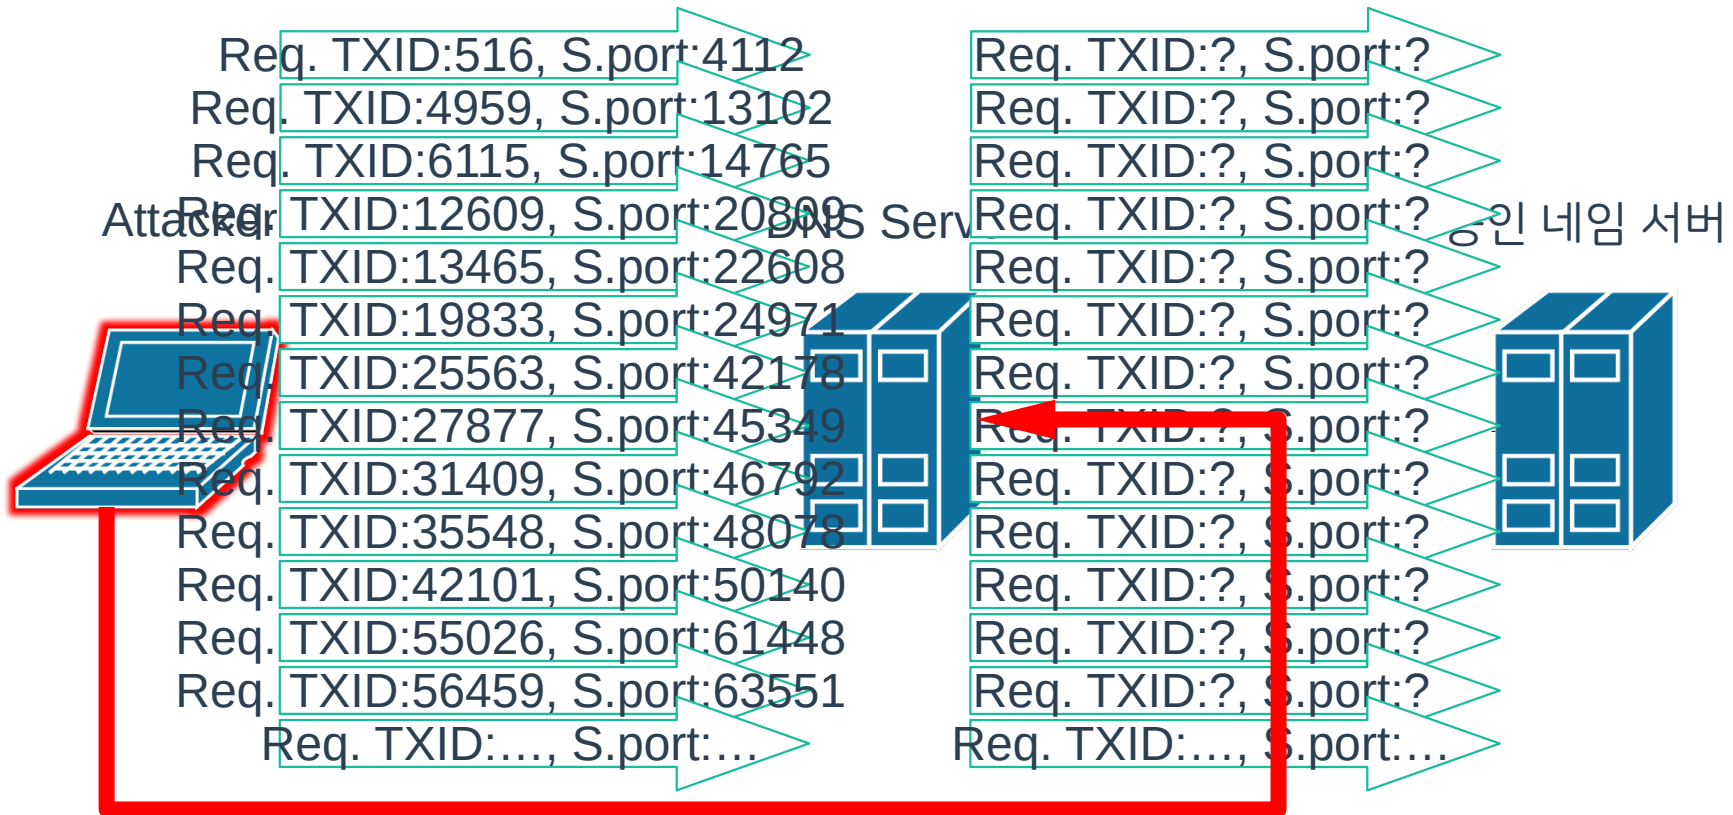 Req. TXID:516, S.port:4112
Req. TXID:4959, S.port:13102
Req. TXID:6115, S.port:14765
Req. TXID:12609, S.port:20809
Req. TXID:13465, S.port:22608
Req. TXID:19833, S.port:24971
Req. TXID:25563, S.port:42178
Req. TXID:27877, S.port:45349
Req. TXID:31409, S.port:46792
Req. TXID:35548, S.port:48078
Req. TXID:42101, S.port:50140
Req. TXID:55026, S.port:61448
Req. TXID:56459, S.port:63551
Req. TXID:…, S.port:…
Attacker
DNS
Req. TXID:?, S.port:?
Req. TXID:?, S.port:?
Req. TXID:?, S.port:?
Req. TXID:?, S.port:?
Req. TXID:?, S.port:?
Req. TXID:?, S.port:?
Req. TXID:?, S.port:?
Req. TXID:?, S.port:?
Req. TXID:?, S.port:?
Req. TXID:?, S.port:?
Req. TXID:?, S.port:?
Req. TXID:?, S.port:?
Req. TXID:?, S.port:?
Req. TXID:…, S.port:…
네임 서버